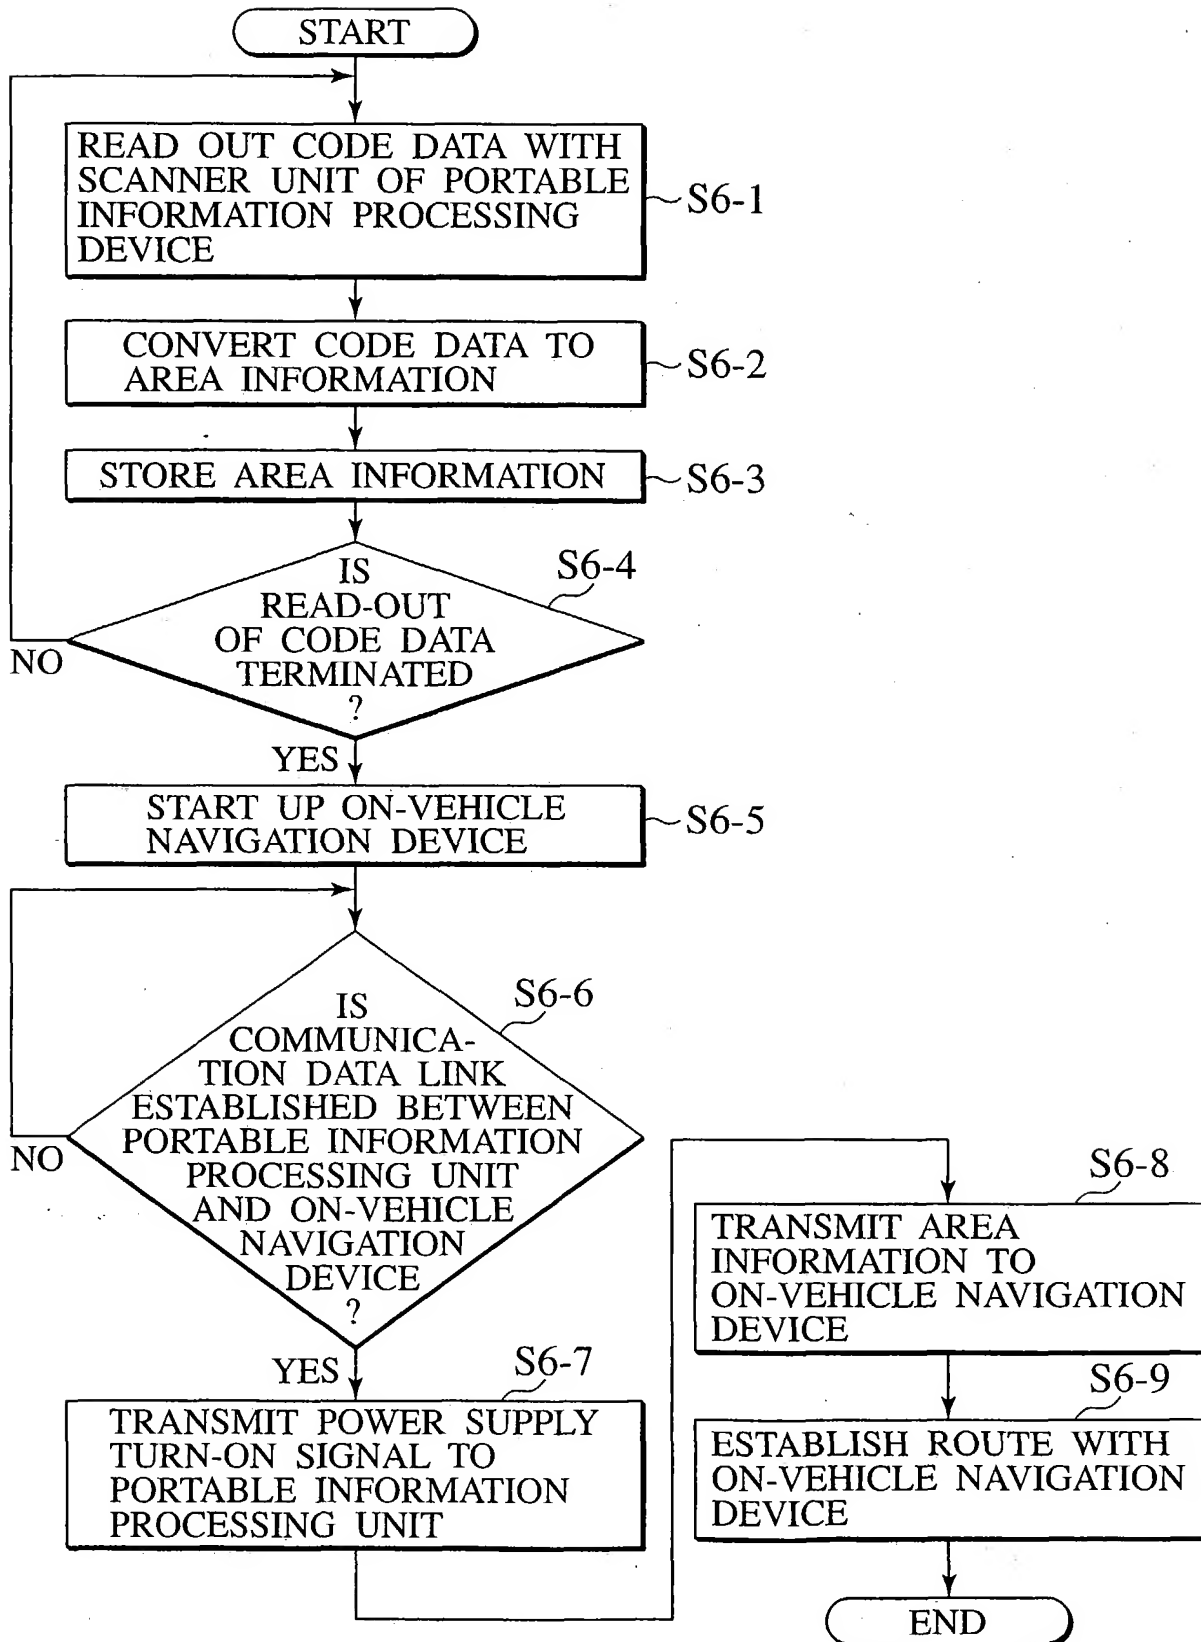 START
READ OUT CODE DATA WITH
SCANNER UNIT OF PORTABLE
INFORMATION PROCESSING
DEVICE
S6-1
CONVERT CODE DATA TO
AREA INFORMATION
S6-2
STORE AREA INFORMATION
S6-3
S6-4
IS
READ-OUT
OF CODE DATA
TERMINATED
?
NO
YES
START UP ON-VEHICLE
NAVIGATION DEVICE
S6-5
S6-6
IS
COMMUNICA-
TION DATA LINK
ESTABLISHED BETWEEN
PORTABLE INFORMATION
PROCESSING UNIT
AND ON-VEHICLE
NAVIGATION
DEVICE
?
NO
YES
S6-7
TRANSMIT POWER SUPPLY
TURN-ON SIGNAL TO
PORTABLE INFORMATION
PROCESSING UNIT
S6-8
TRANSMIT AREA
INFORMATION TO
ON-VEHICLE NAVIGATION
DEVICE
S6-9
ESTABLISH ROUTE WITH
ON-VEHICLE NAVIGATION
DEVICE
END